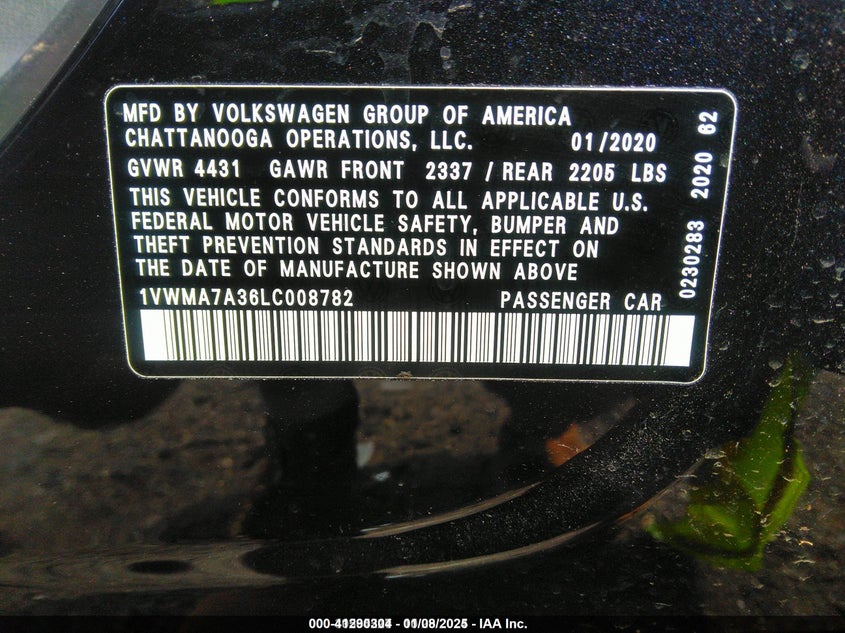 MFD BY VOLKSWAGEN GROUP OF AMERICA
CHATTANOOGA OPERATIONS, LLC. 01/2020
GVWR 4431 GAWR FRONT 2337 / REAR 2205 LBS
THIS VEHICLE CONFORMS TO ALL APPLICABLE U.S.
FEDERAL MOTOR VEHICLE SAFETY, BUMPER AND
THEFT PREVENTION STANDARDS IN EFFECT ON
THE DATE OF MANUFACTURE SHOWN ABOVE
1VWMA7A36LC008782 PASSENGER CAR
0230283 2020 62
- IAA Inc.